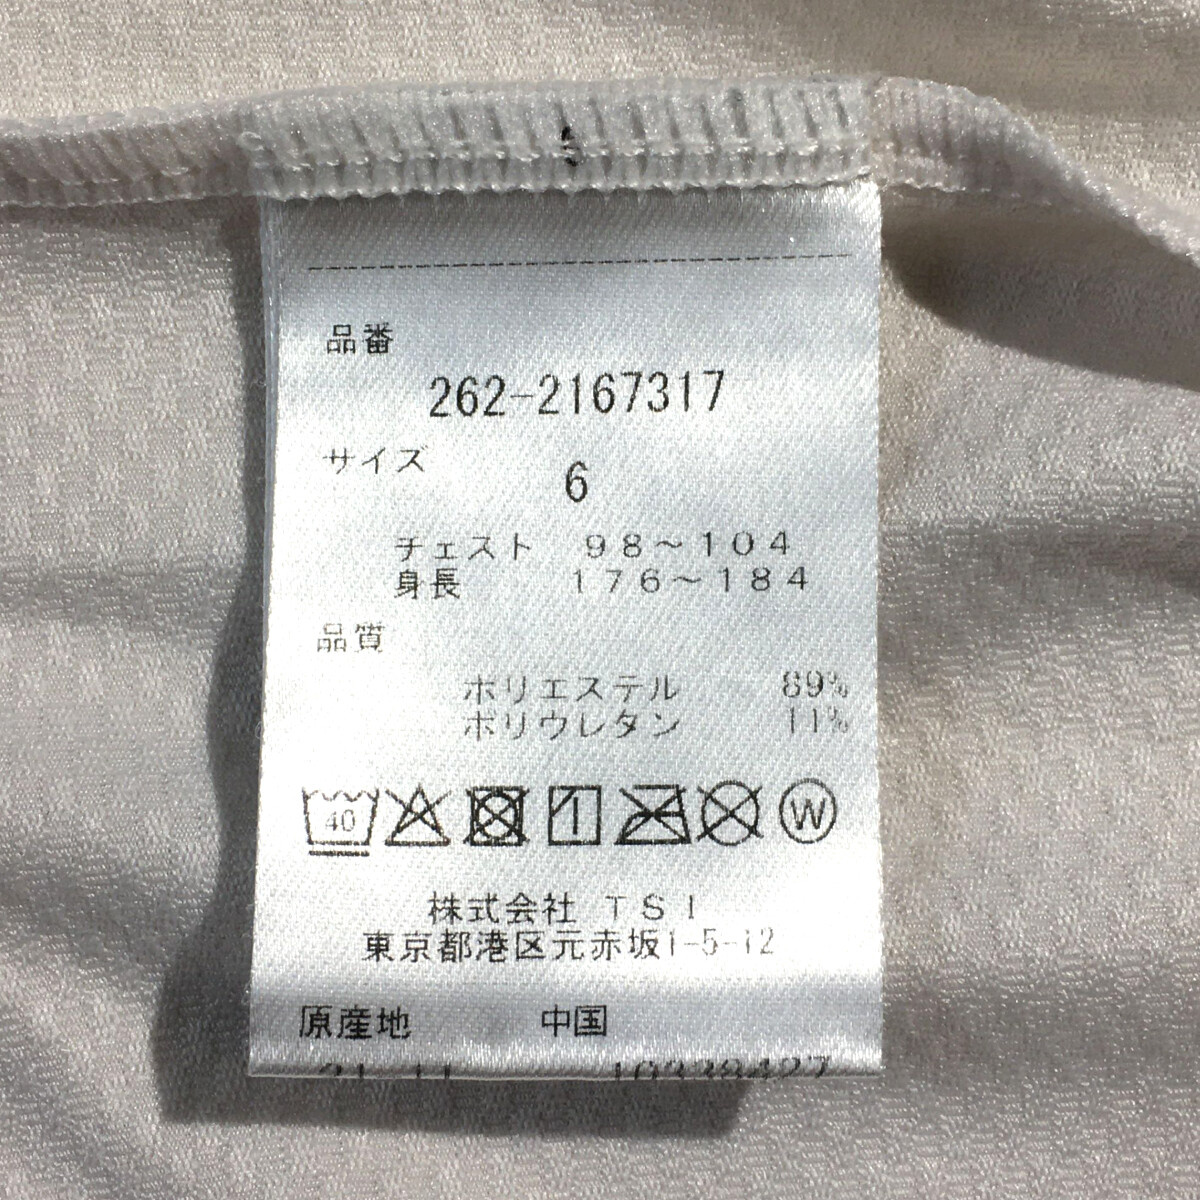 品番
262-2167317
サイズ
6
チェスト 98～104
身長 176～184
品質
ポリエステル 89%
ポリウレタン 11%
40 W
株式会社 TSI
東京都港区元赤坂1-5-12
原産地 中国